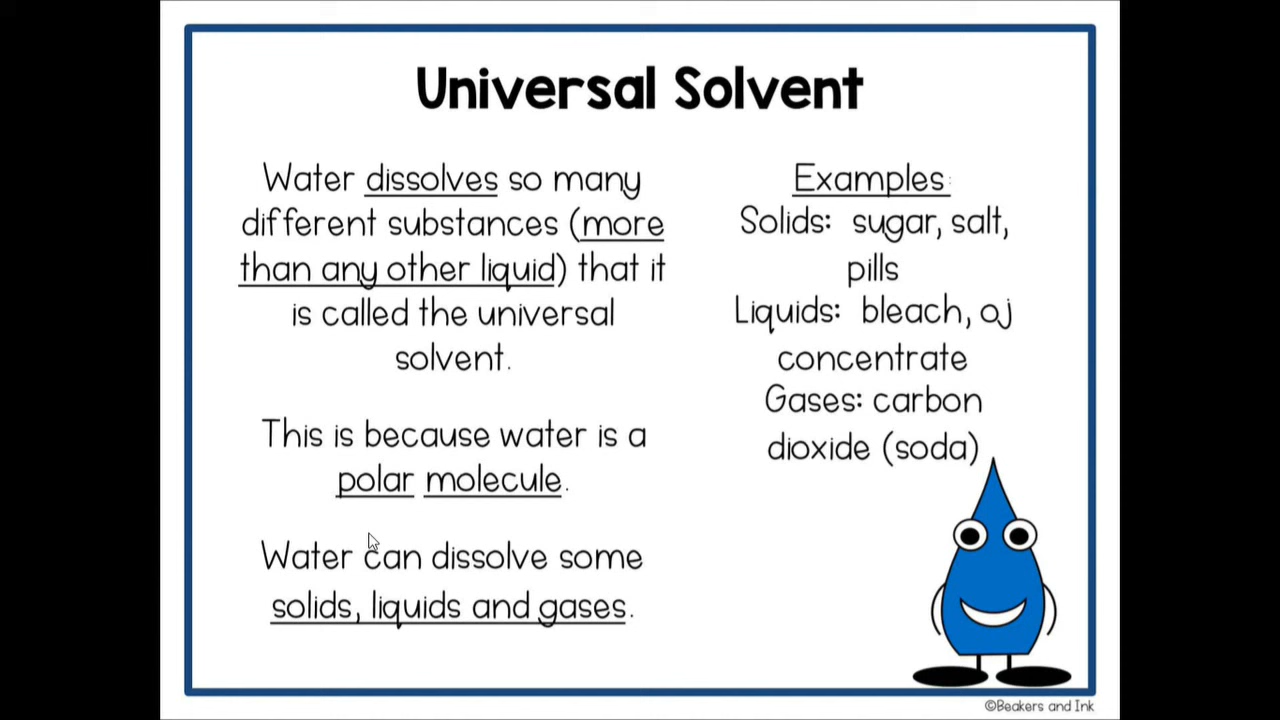 Universal Solvent
Water dissolves so many
different substances (more
than any other liquid) that it
is called the universal
solvent.
This is because water is a
polar molecule.
Water can dissolve some
solids, liquids and gases.
Examples:
Solids: sugar, salt,
pills
Liquids: bleach, oj
concentrate
Gases: carbon
dioxide (soda)
©Beakers and Ink